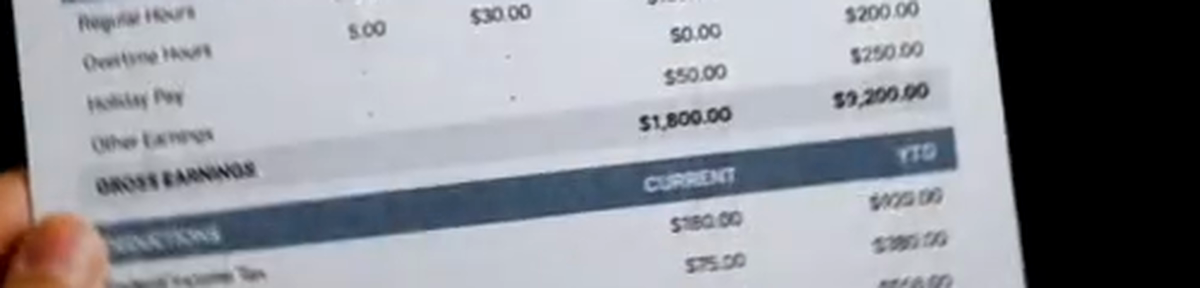 Regular Hours
Overtime Hours 5.00 $30.00
Holiday Pay $0.00 $200.00
Other Earnings $50.00 $250.00
GROSS EARNINGS $1,800.00 $9,200.00
CURRENT YTD
Income Tax $180.00 $920.00
$75.00 $380.00